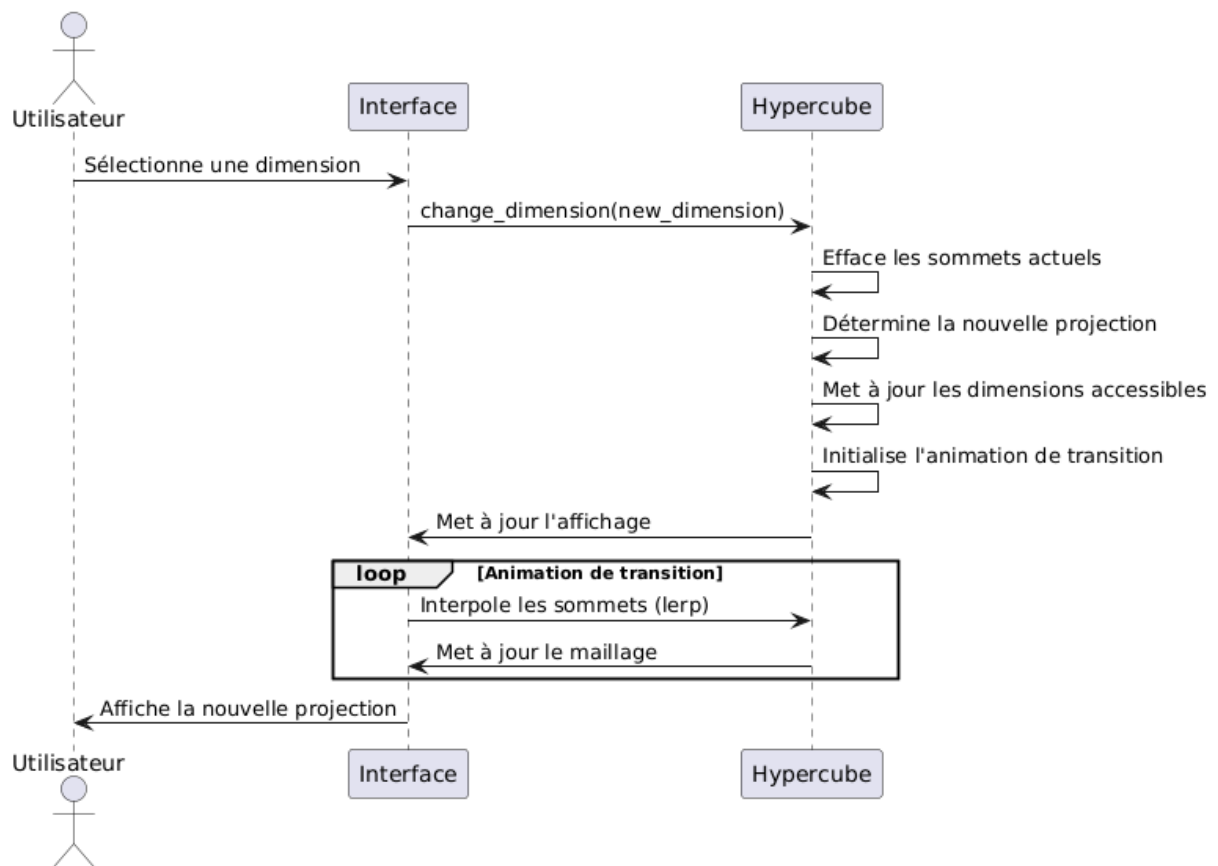 Utilisateur
Interface
Hypercube
Sélectionne une dimension
change_dimension(new_dimension)
Efface les sommets actuels
Détermine la nouvelle projection
Met à jour les dimensions accessibles
Initialise l'animation de transition
Met à jour l'affichage
loop
[Animation de transition]
Interpole les sommets (lerp)
Met à jour le maillage
Affiche la nouvelle projection
Utilisateur
Interface
Hypercube